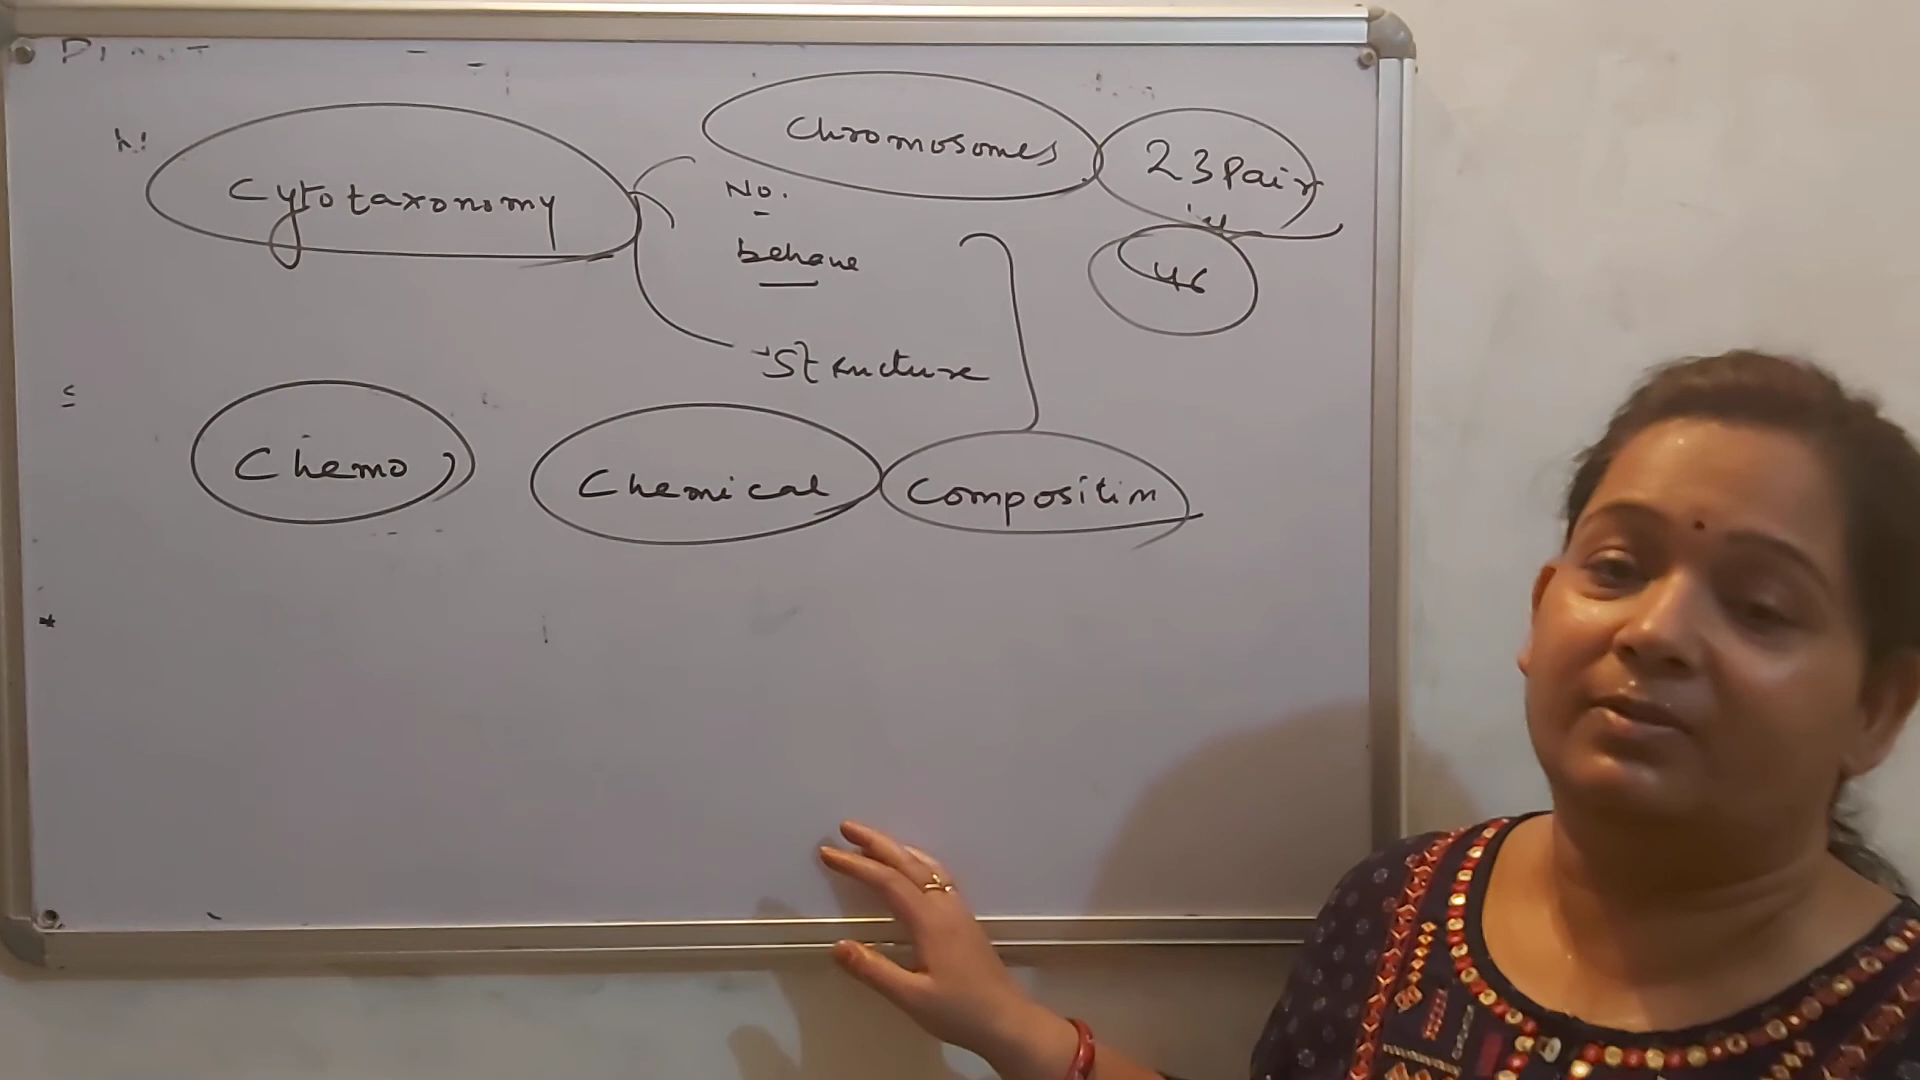 Chromosomes 23 Pair
Cytotaxonomy
No.
behave
46
Structure
Chemo Chemical Composition